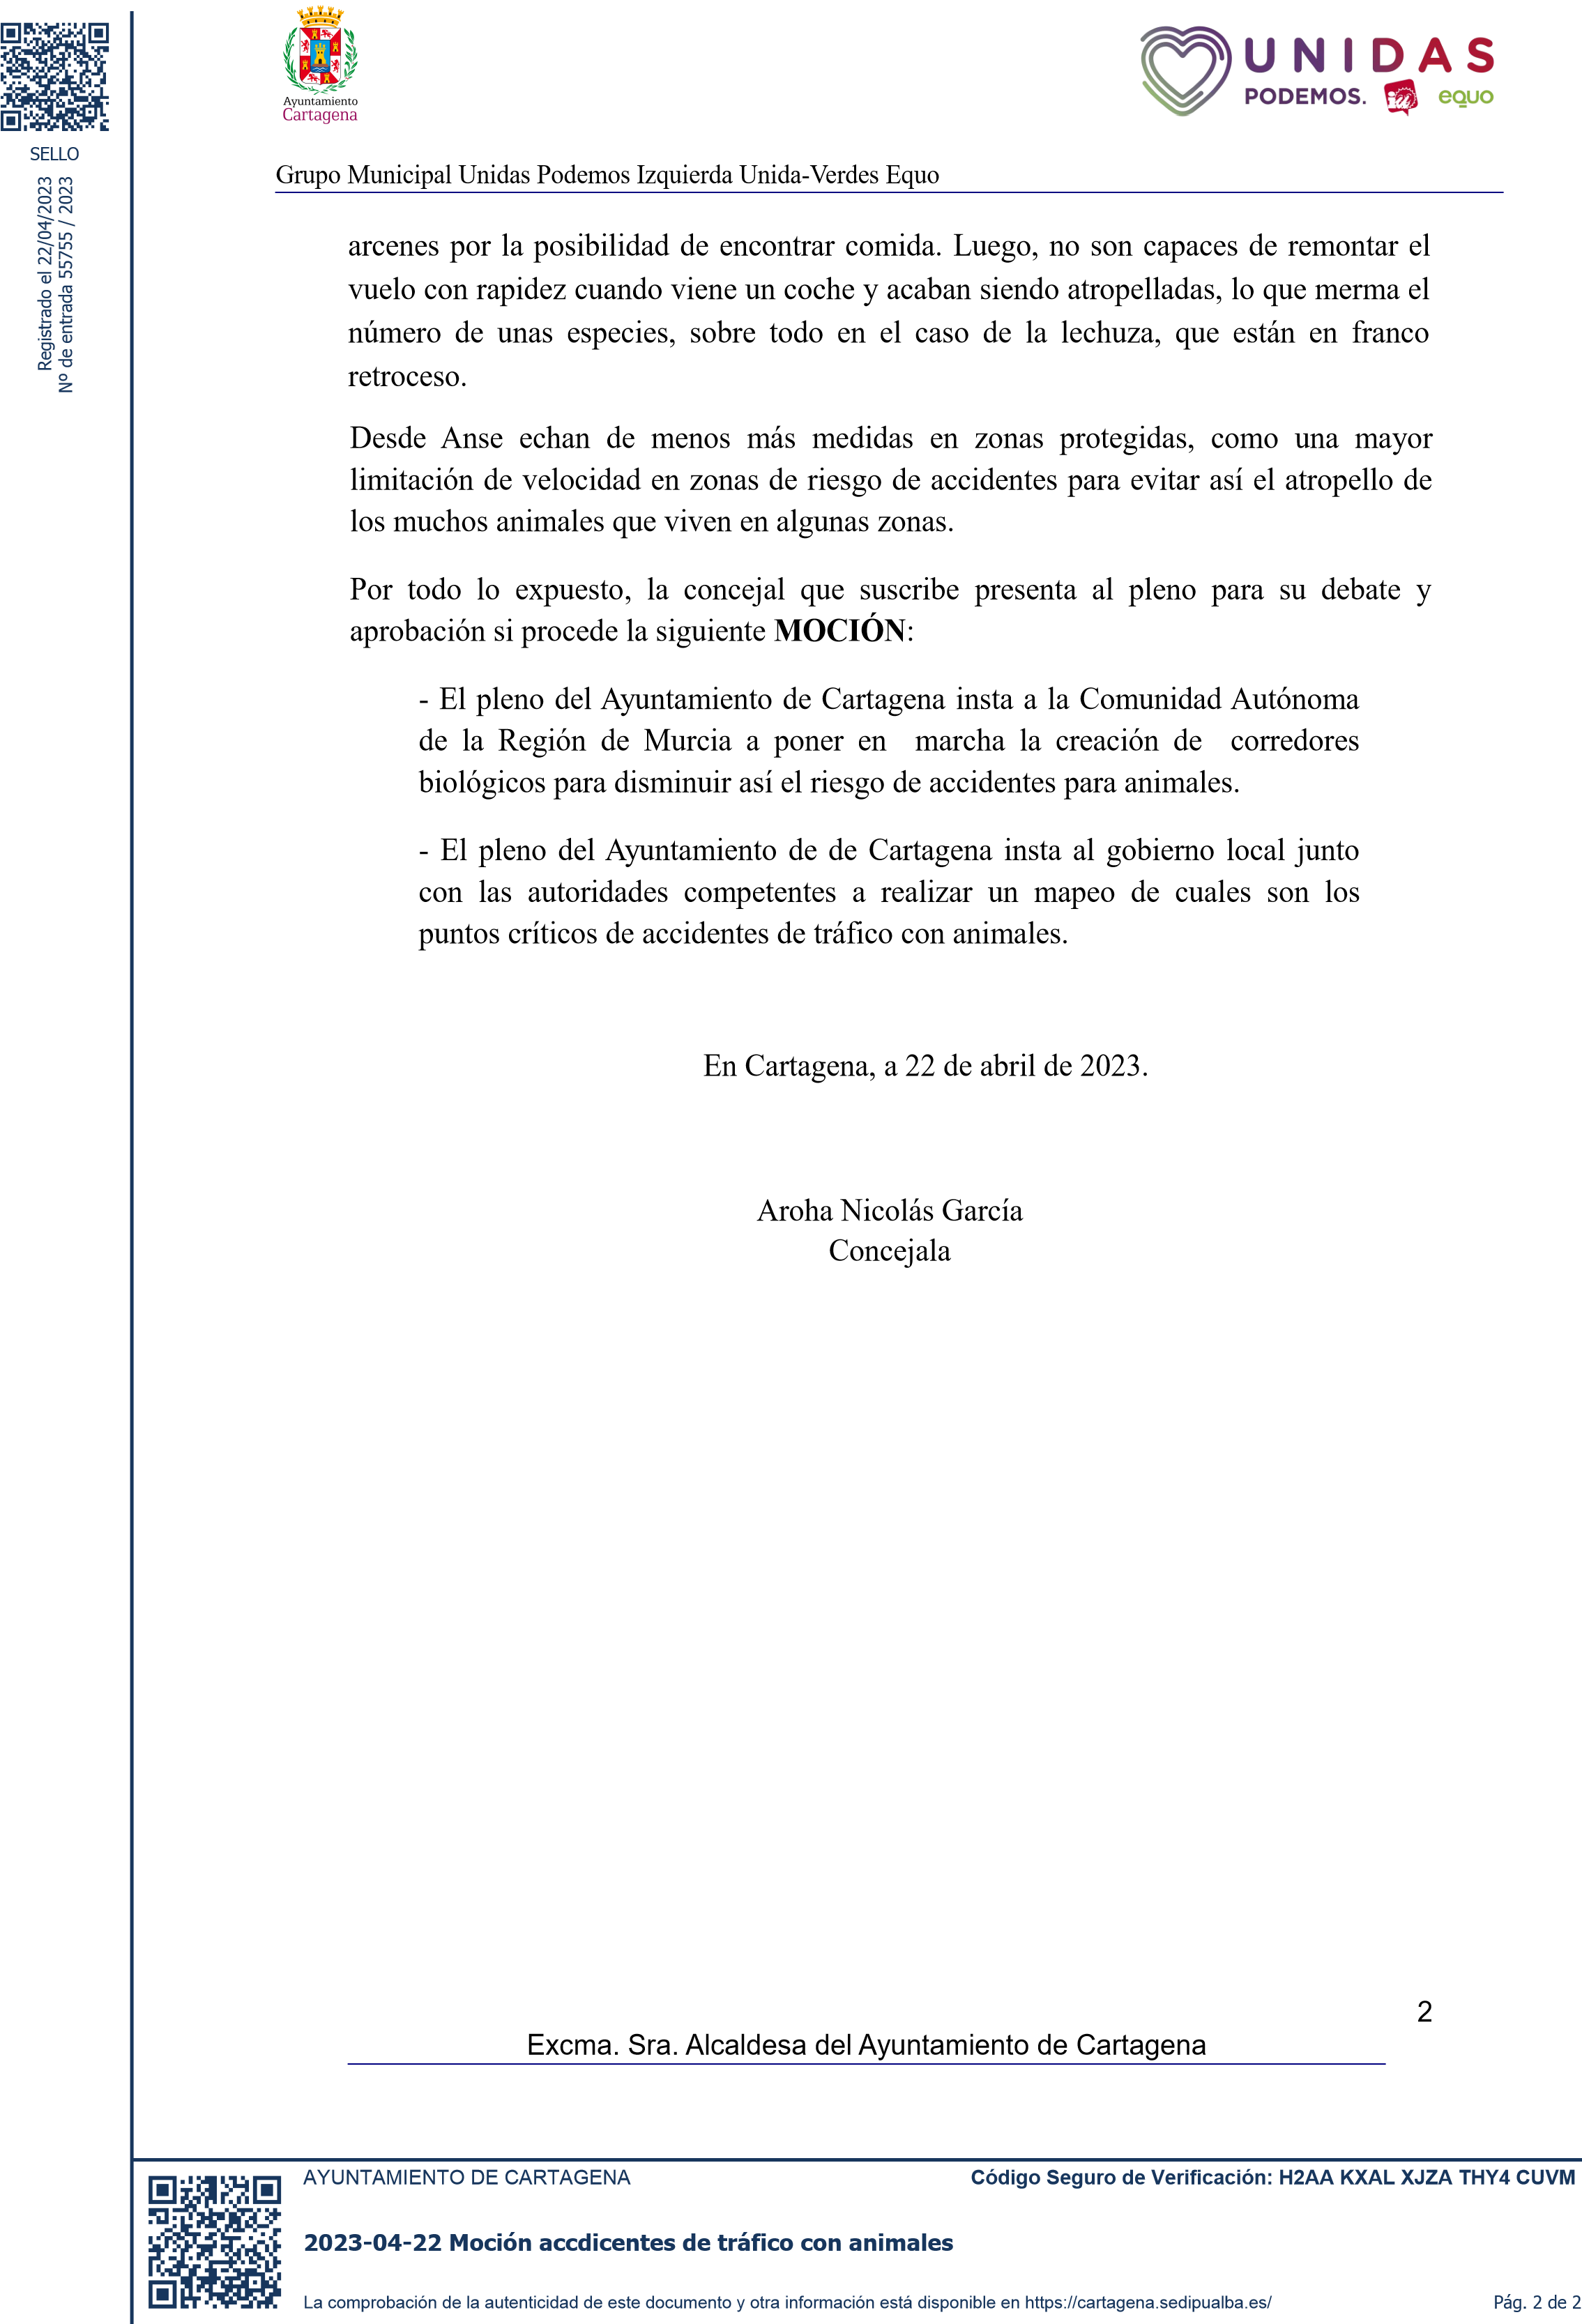 SELLO
Registrado el 22/04/2023
Nº de entrada 55755 / 2023
Ayuntamiento
Cartagena
UNIDAS
PODEMOS. iu equo
Grupo Municipal Unidas Podemos Izquierda Unida-Verdes Equo
arcenes por la posibilidad de encontrar comida. Luego, no son capaces de remontar el
vuelo con rapidez cuando viene un coche y acaban siendo atropelladas, lo que merma el
número de unas especies, sobre todo en el caso de la lechuza, que están en franco
retroceso.
Desde Anse echan de menos más medidas en zonas protegidas, como una mayor
limitación de velocidad en zonas de riesgo de accidentes para evitar así el atropello de
los muchos animales que viven en algunas zonas.
Por todo lo expuesto, la concejal que suscribe presenta al pleno para su debate y
aprobación si procede la siguiente MOCIÓN:
- El pleno del Ayuntamiento de Cartagena insta a la Comunidad Autónoma
de la Región de Murcia a poner en marcha la creación de corredores
biológicos para disminuir así el riesgo de accidentes para animales.
- El pleno del Ayuntamiento de de Cartagena insta al gobierno local junto
con las autoridades competentes a realizar un mapeo de cuales son los
puntos críticos de accidentes de tráfico con animales.
En Cartagena, a 22 de abril de 2023.
Aroha Nicolás García
Concejala
2
Excma. Sra. Alcaldesa del Ayuntamiento de Cartagena
AYUNTAMIENTO DE CARTAGENA
Código Seguro de Verificación: H2AA KXAL XJZA THY4 CUVM
2023-04-22 Moción accdicentes de tráfico con animales
La comprobación de la autenticidad de este documento y otra información está disponible en https://cartagena.sedipualba.es/
Pág. 2 de 2